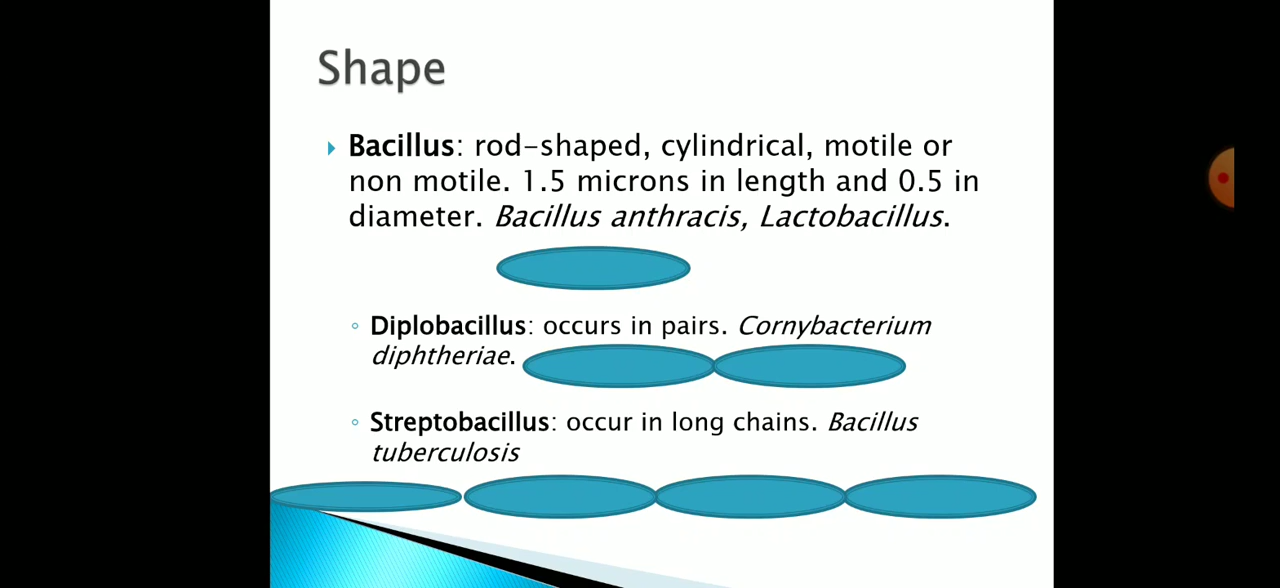 Shape
Bacillus: rod-shaped, cylindrical, motile or
non motile. 1.5 microns in length and 0.5 in
diameter. Bacillus anthracis, Lactobacillus.
Diplobacillus: occurs in pairs. Cornybacterium
diphtheriae.
Streptobacillus: occur in long chains. Bacillus
tuberculosis